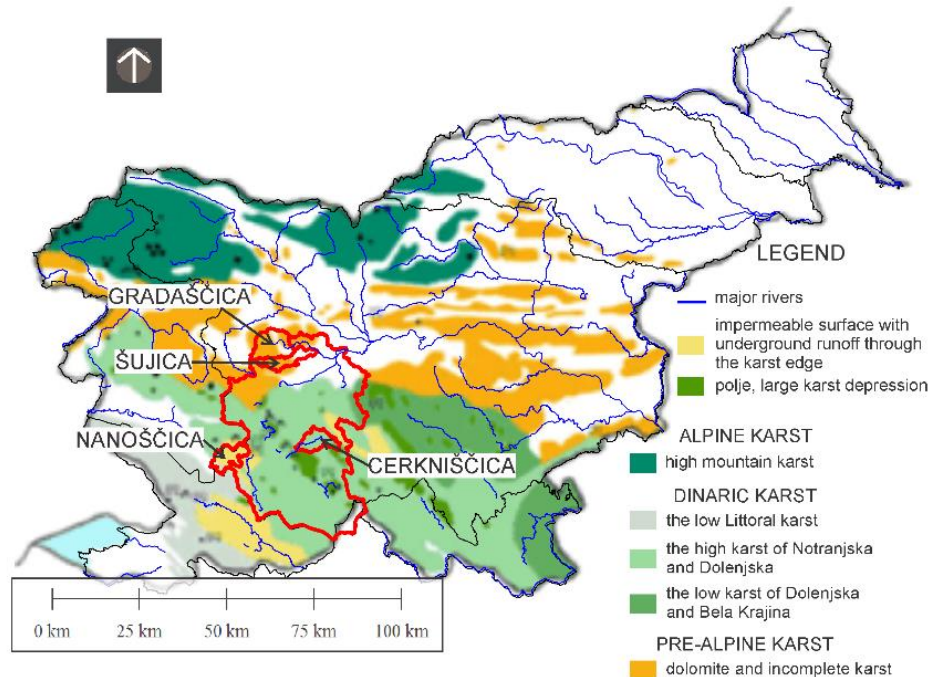 GRADAŠČICA
ŠUJICA
NANOŠČICA
CERKNIŠČICA
LEGEND
major rivers
impermeable surface with
underground runoff through
the karst edge
polje, large karst depression
ALPINE KARST
high mountain karst
DINARIC KARST
the low Littoral karst
the high karst of Notranjska
and Dolenjska
the low karst of Dolenjska
and Bela Krajina
PRE-ALPINE KARST
dolomite and incomplete karst
0 km 25 km 50 km 75 km 100 km